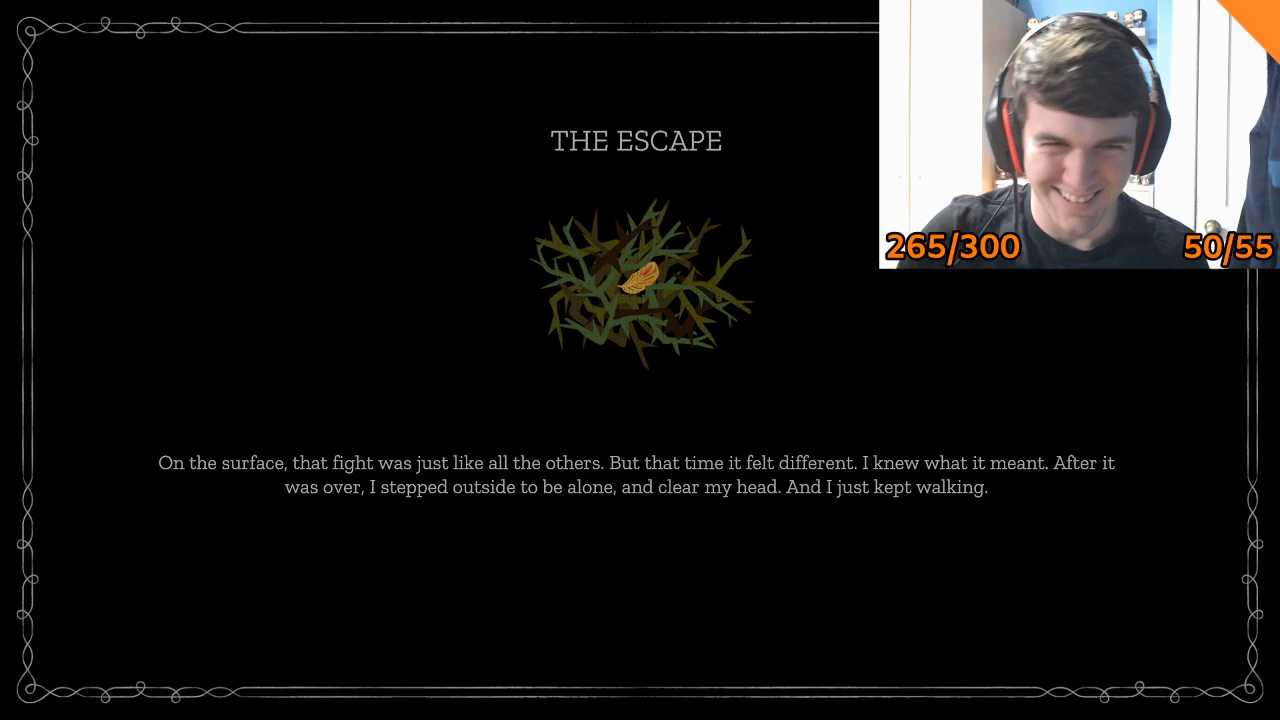 THE ESCAPE
265/300
50/55
On the surface, that fight was just like all the others. But that time it felt different. I knew what it meant. After it
was over, I stepped outside to be alone, and clear my head. And I just kept walking.